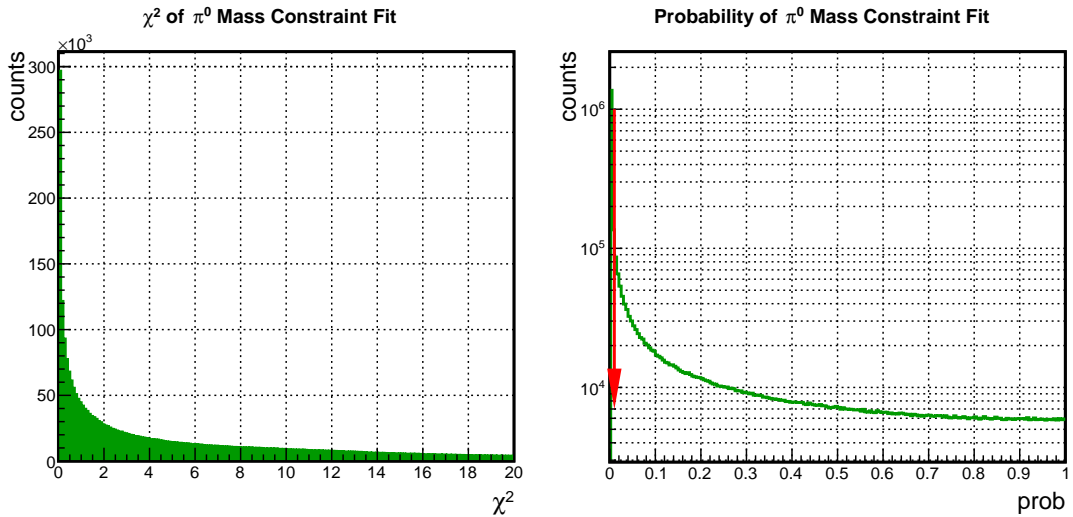 χ² of π⁰ Mass Constraint Fit
×10³
counts
300
250
200
150
100
50
0
0 2 4 6 8 10 12 14 16 18 20
χ²
Probability of π⁰ Mass Constraint Fit
counts
10⁶
10⁵
10⁴
0 0.1 0.2 0.3 0.4 0.5 0.6 0.7 0.8 0.9 1
prob